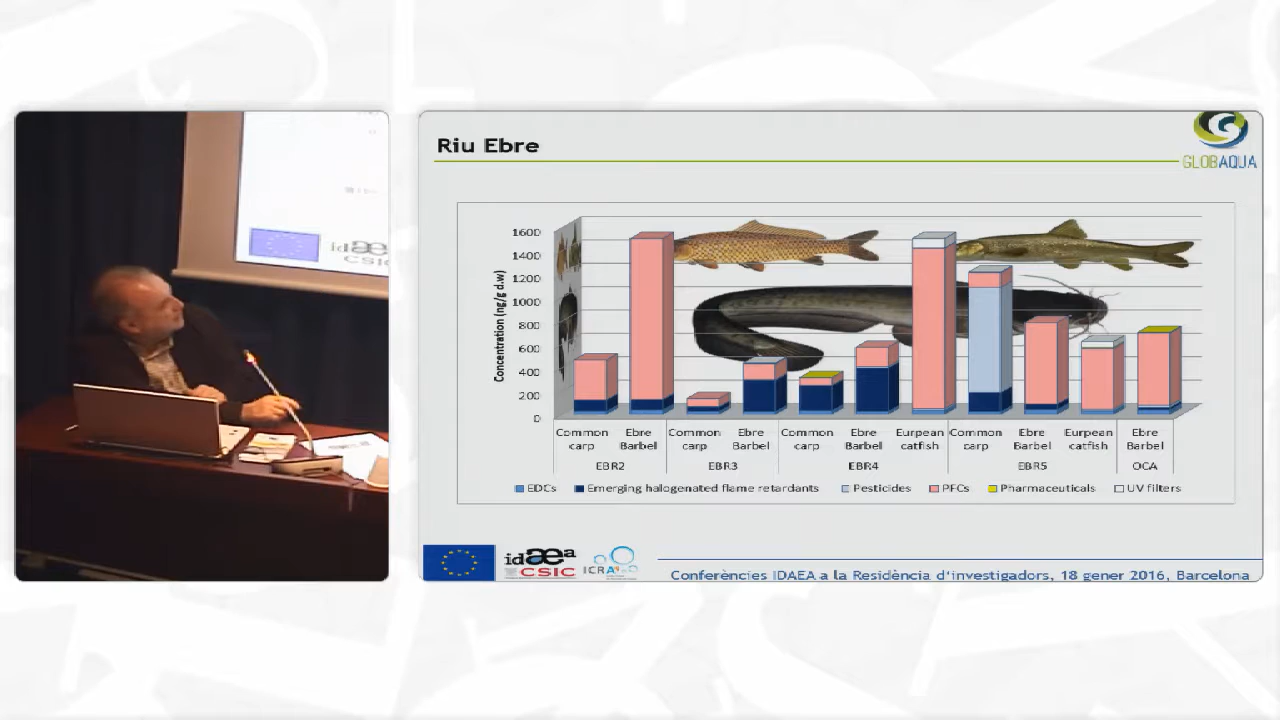 Riu Ebre
GLOBAQUA
Concentration (ng/g d.w)
1600
1400
1200
1000
800
600
400
200
0
Common carp
Ebre Barbel
Common carp
Ebre Barbel
Common carp
Ebre Barbel
Eurpean catfish
Common carp
Ebre Barbel
Eurpean catfish
Ebre Barbel
EBR2 EBR3 EBR4 EBR5 OCA
EDCs Emerging halogenated flame retardants Pesticides PFCs Pharmaceuticals UV filters
idæa
CSIC
ICRA
Conferències IDAEA a la Residència d'investigadors, 18 gener 2016, Barcelona
idæa
CSIC